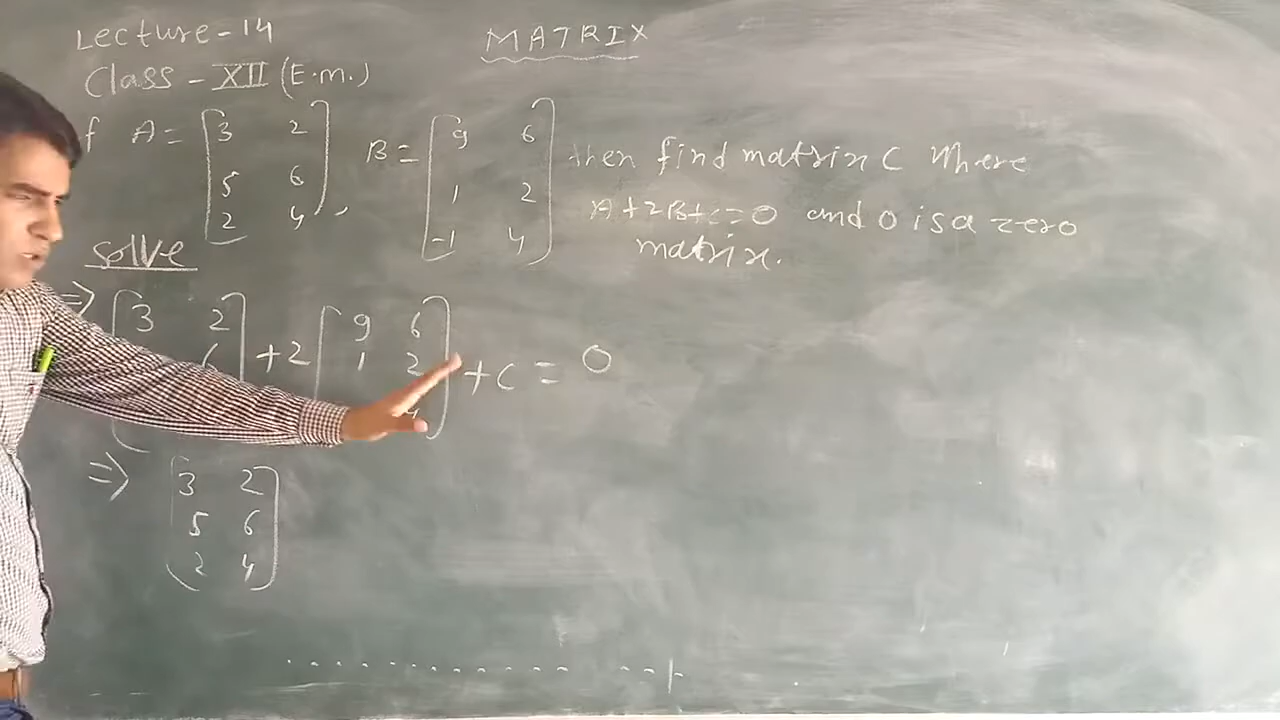 Lecture-14
MATRIX
Class - XII (E.m.)
f A = [3 2 5 6 2 4], B = [9 6 1 2 -1 4] then find matrix C Where
A+2B+C=0 and 0 is a zero
matrix.
solve
⇒ [3 2] + 2 [9 6 1 2 4] + C = 0
⇒ [3 2
5 6
2 4]